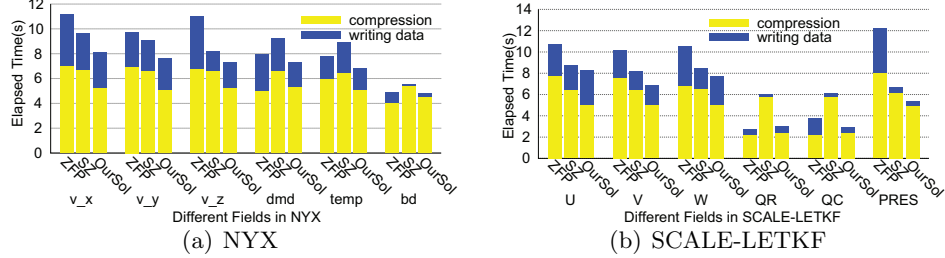 12
10
8
6
4
2
0
Elapsed Time(s)
compression
writing data
ZFP SZ OurSol ZFP SZ OurSol ZFP SZ OurSol ZFP SZ OurSol ZFP SZ OurSol ZFP SZ OurSol
v_x v_y v_z dmd temp bd
Different Fields in NYX
(a) NYX
14
12
10
8
6
4
2
0
Elapsed Time(s)
compression
writing data
ZFP SZ OurSol ZFP SZ OurSol ZFP SZ OurSol ZFP SZ OurSol ZFP SZ OurSol ZFP SZ OurSol
U V W QR QC PRES
Different Fields in SCALE-LETKF
(b) SCALE-LETKF